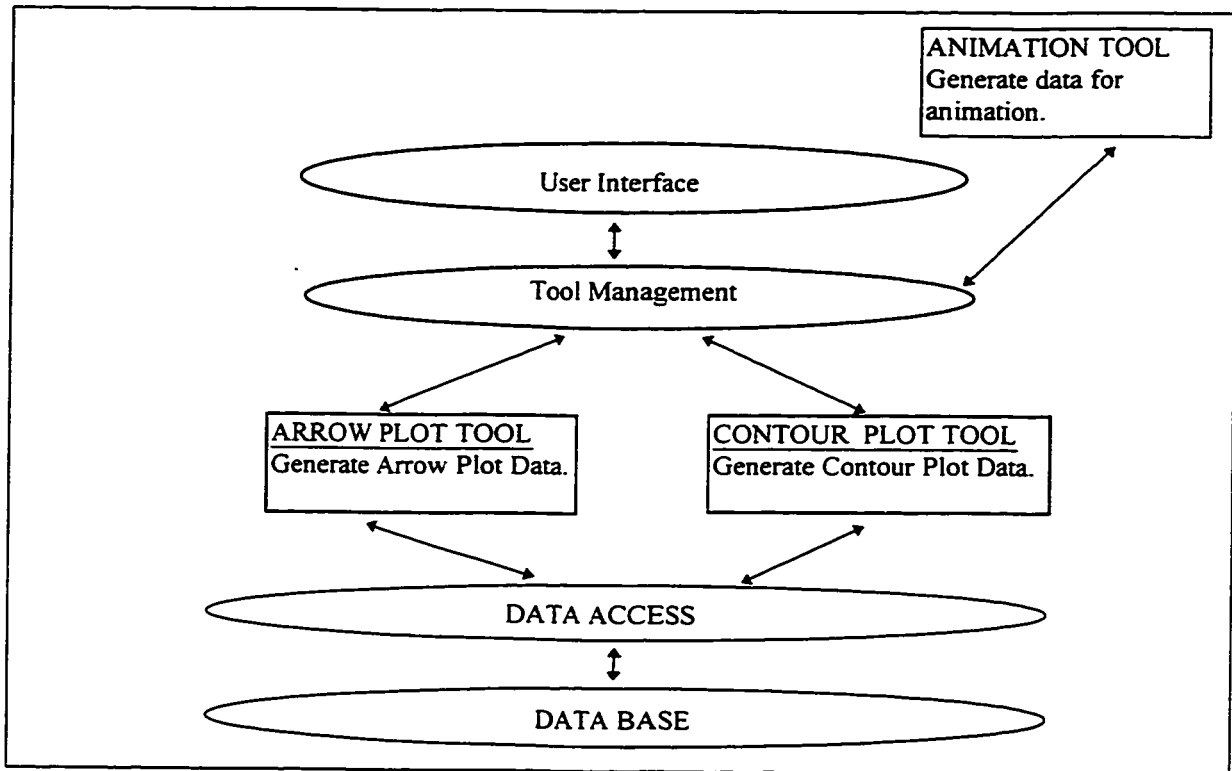 ANIMATION TOOL
Generate data for
animation.
User Interface
Tool Management
ARROW PLOT TOOL
Generate Arrow Plot Data.
CONTOUR PLOT TOOL
Generate Contour Plot Data.
DATA ACCESS
DATA BASE